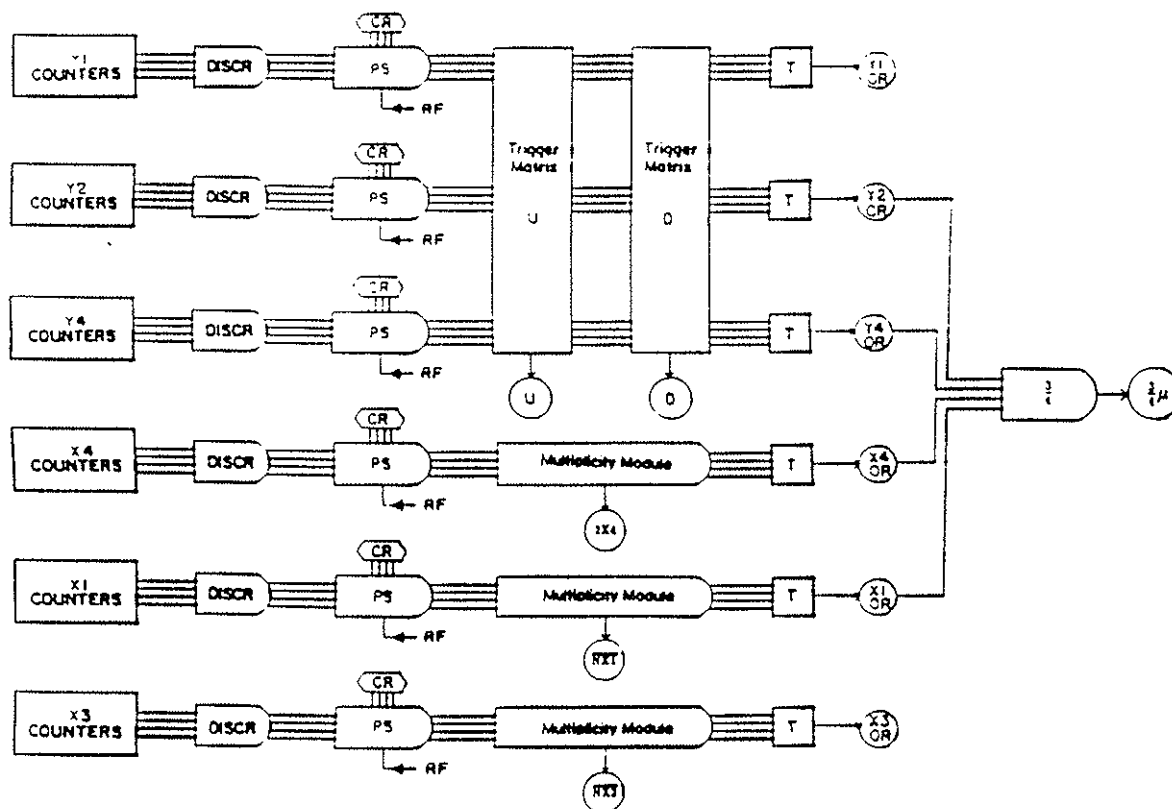 Y1
COUNTERS
DISCR
CR
PS
RF
T
Y1
OR
Y2
COUNTERS
DISCR
CR
PS
RF
Trigger
Matrix
U
Trigger
Matrix
D
T
Y2
OR
Y4
COUNTERS
DISCR
CR
PS
RF
T
Y4
OR
U
D
3/4
3/4 μ
X4
COUNTERS
DISCR
CR
PS
RF
Multiplicity Module
2X4
T
X4
OR
X1
COUNTERS
DISCR
CR
PS
RF
Multiplicity Module
T
X1
OR
X3
COUNTERS
DISCR
CR
PS
RF
Multiplicity Module
T
X3
OR